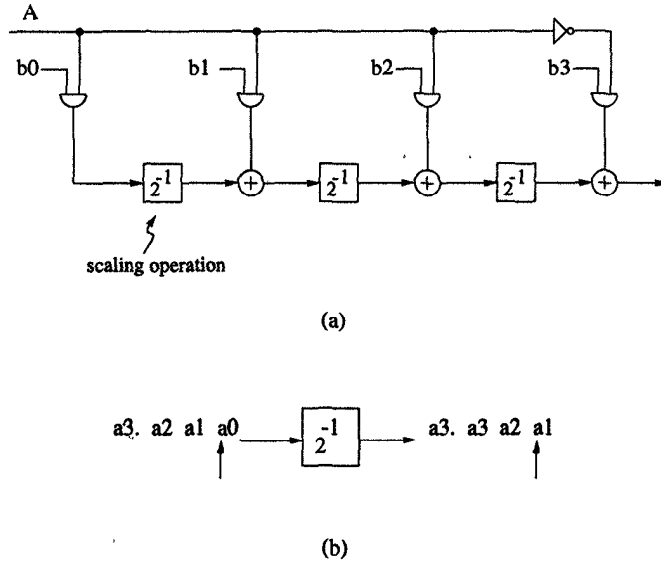 A
b0 b1 b2 b3
2^-1 + 2^-1 + 2^-1 +
scaling operation
(a)
a3. a2 a1 a0 2^-1 a3. a3 a2 a1
(b)